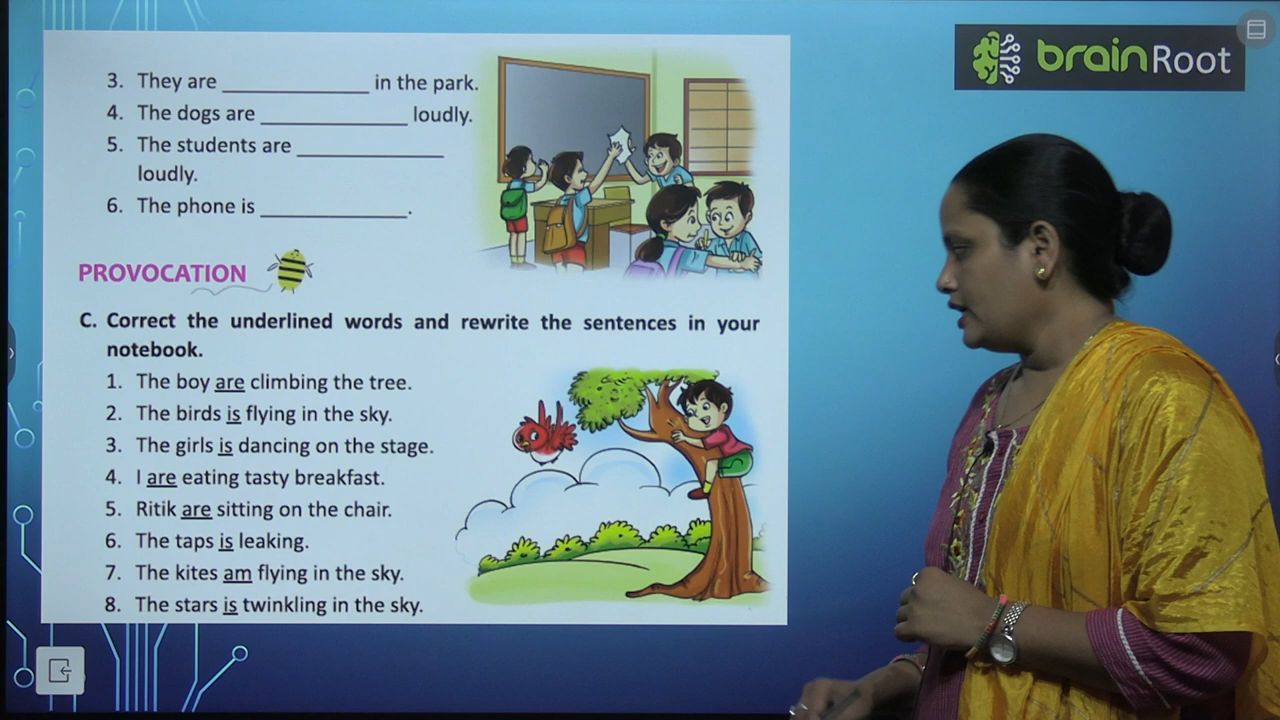 brainRoot
3. They are ____________ in the park.
4. The dogs are ____________ loudly.
5. The students are ____________
loudly.
6. The phone is ____________.
PROVOCATION
C. Correct the underlined words and rewrite the sentences in your
notebook.
1. The boy are climbing the tree.
2. The birds is flying in the sky.
3. The girls is dancing on the stage.
4. I are eating tasty breakfast.
5. Ritik are sitting on the chair.
6. The taps is leaking.
7. The kites am flying in the sky.
8. The stars is twinkling in the sky.